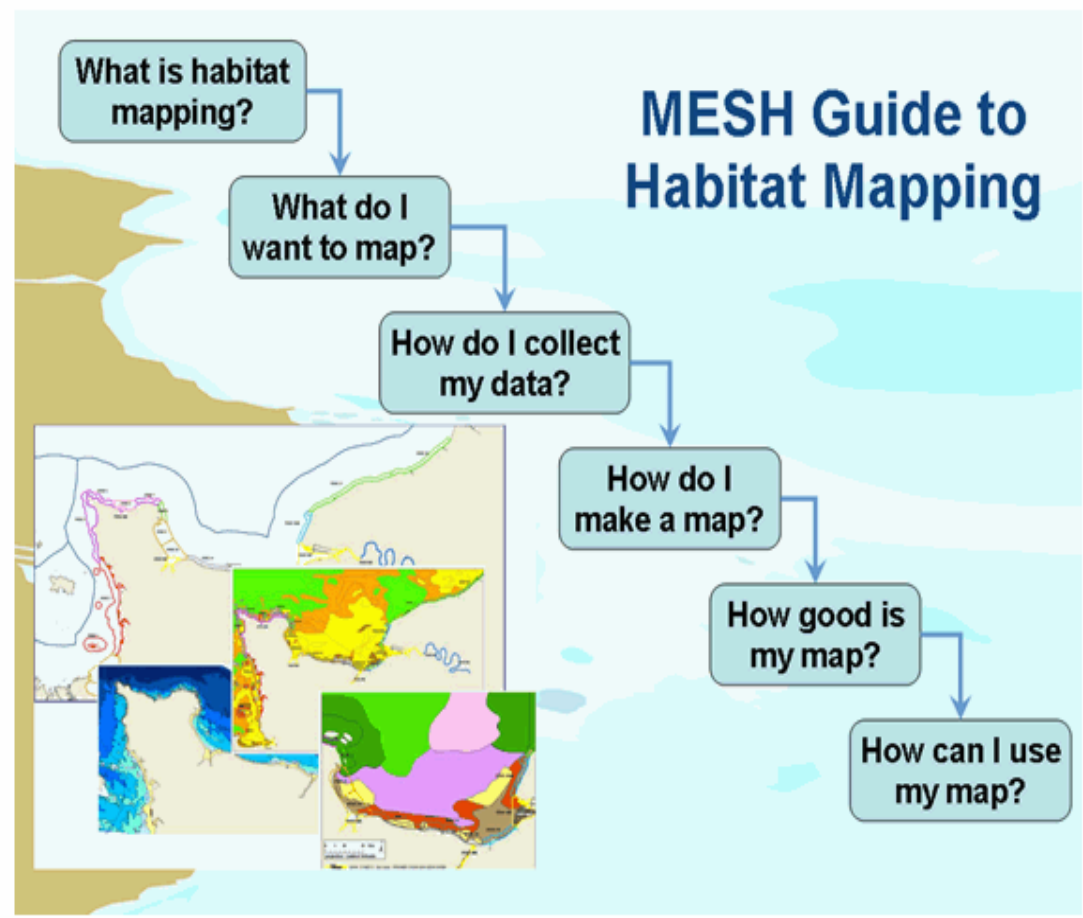 What is habitat
mapping?
MESH Guide to
Habitat Mapping
What do I
want to map?
How do I collect
my data?
How do I
make a map?
How good is
my map?
How can I use
my map?